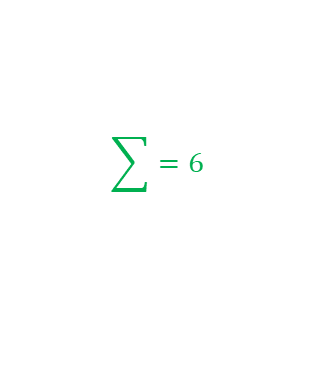 ∑ = 6